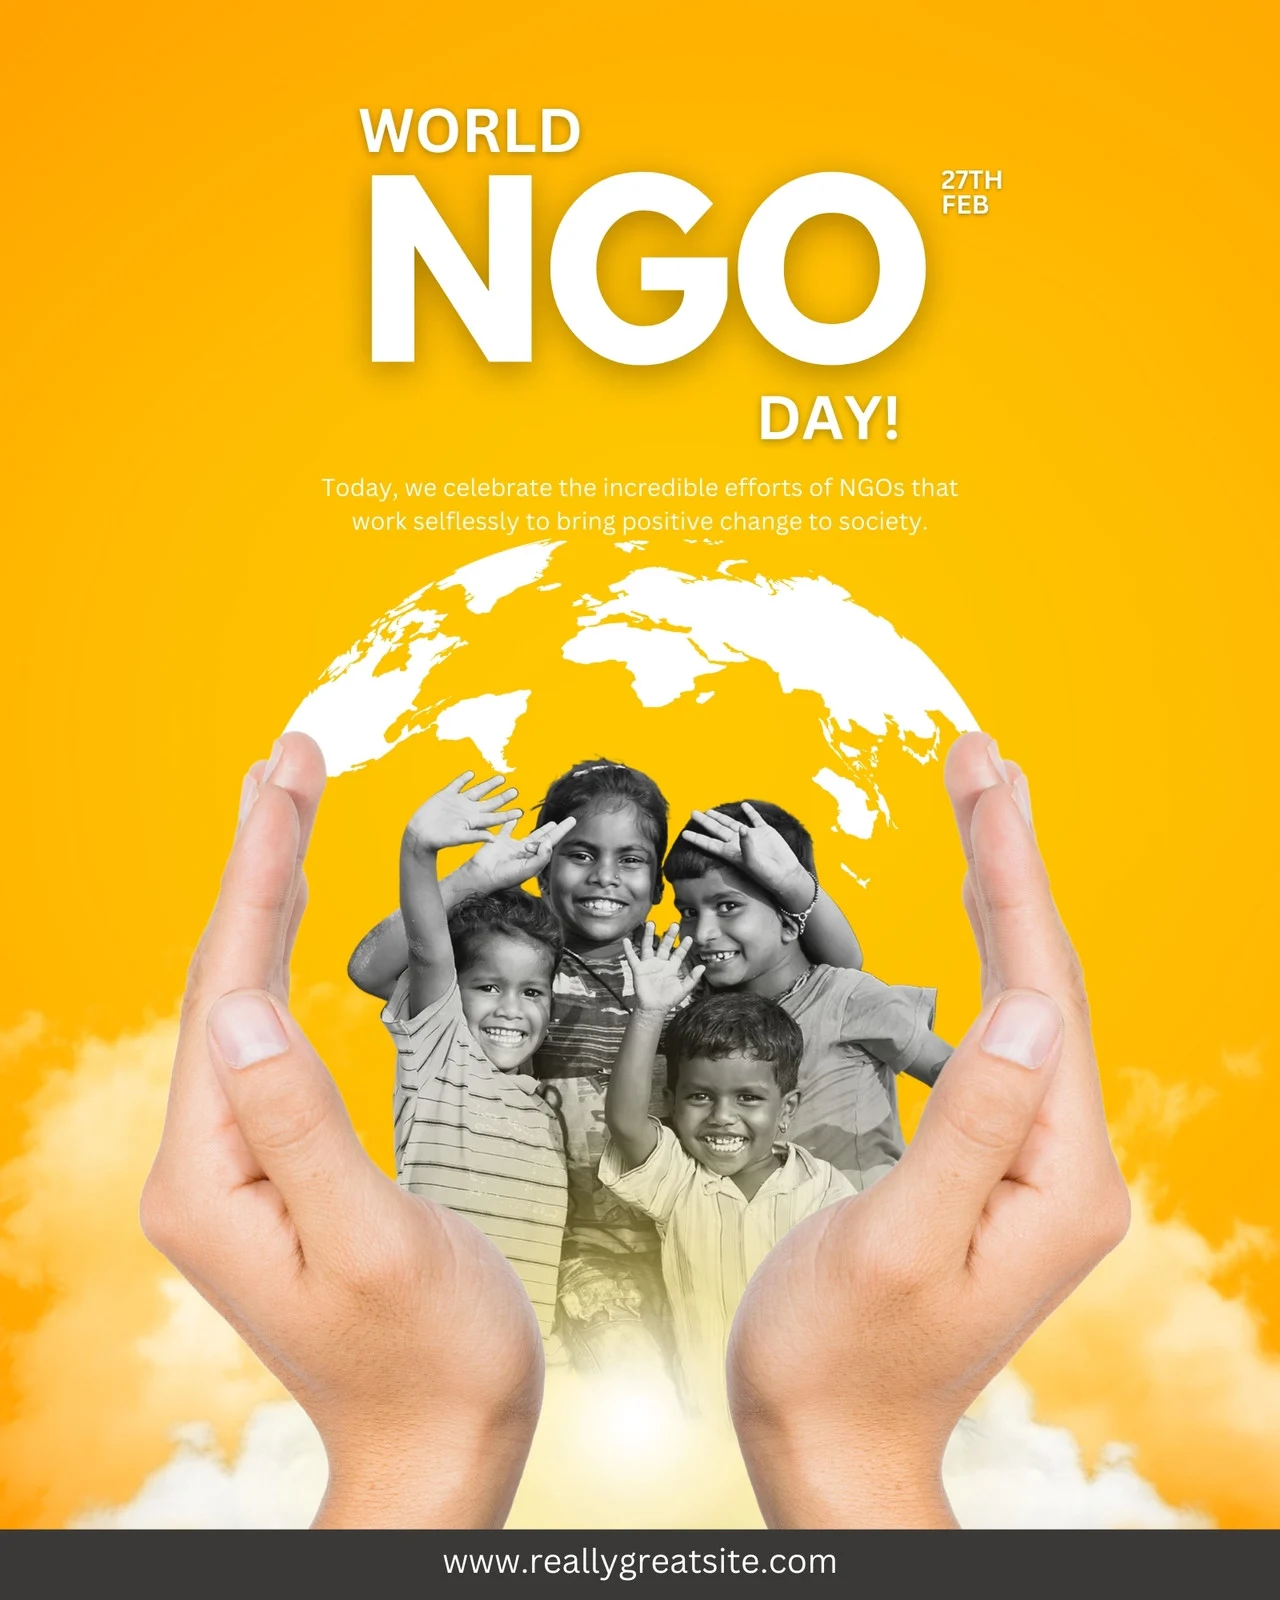 WORLD
NGO
27TH
FEB
DAY!
Today, we celebrate the incredible efforts of NGOs that
work selflessly to bring positive change to society.
www.reallygreatsite.com